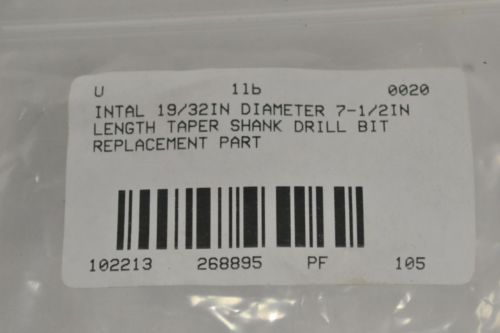 U 11b 0020
INTAL 19/32IN DIAMETER 7-1/2IN
LENGTH TAPER SHANK DRILL BIT
REPLACEMENT PART
102213 268895 PF 105